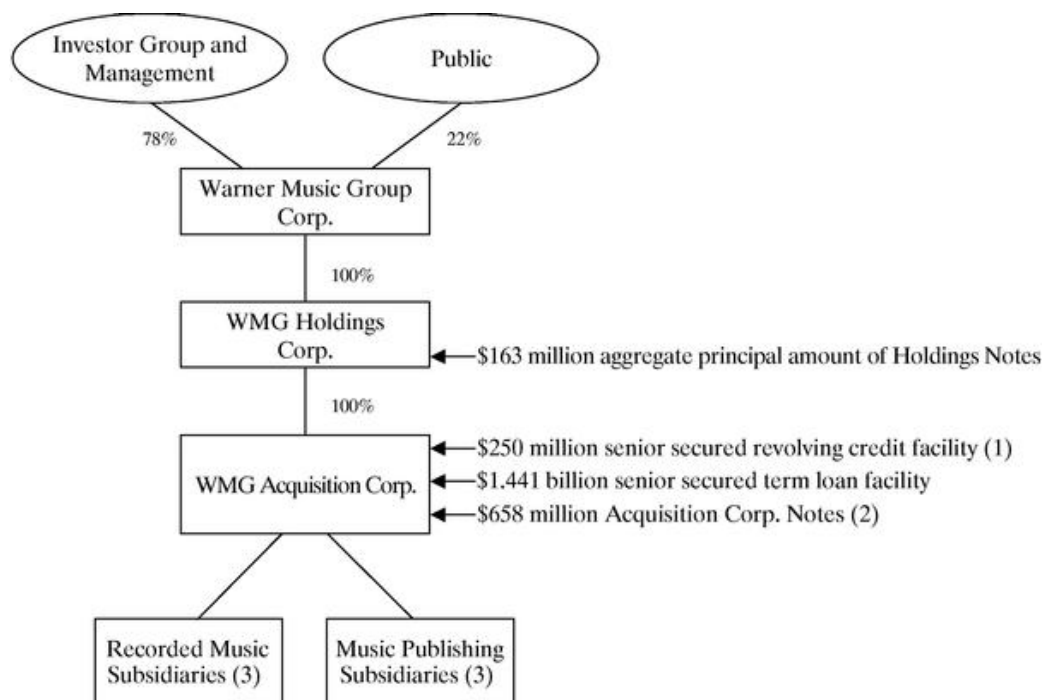 Investor Group and
Management
Public
78%
22%
Warner Music Group
Corp.
100%
WMG Holdings
Corp.
$163 million aggregate principal amount of Holdings Notes
100%
WMG Acquisition Corp.
$250 million senior secured revolving credit facility (1)
$1.441 billion senior secured term loan facility
$658 million Acquisition Corp. Notes (2)
Recorded Music
Subsidiaries (3)
Music Publishing
Subsidiaries (3)